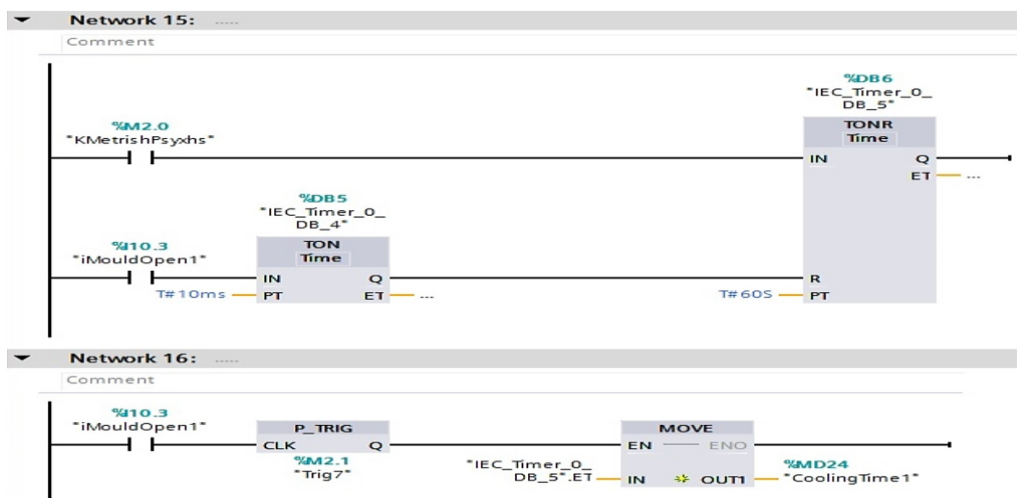 Network 15: .....
Comment
%DB6
"IEC_Timer_0_
DB_5"
TONR
Time
%M2.0
"KMetrishPsyxhs"
IN Q
ET ...
%DB5
"IEC_Timer_0_
DB_4"
TON
Time
%I10.3
"iMouldOpen1"
IN Q
R
T#10ms PT ET ...
T#60S PT
Network 16: .....
Comment
%I10.3
"iMouldOpen1"
P_TRIG
MOVE
CLK Q
EN ENO
%M2.1
"Trig7"
"IEC_Timer_0_
DB_5".ET IN OUT1
%MD24
"CoolingTime1"